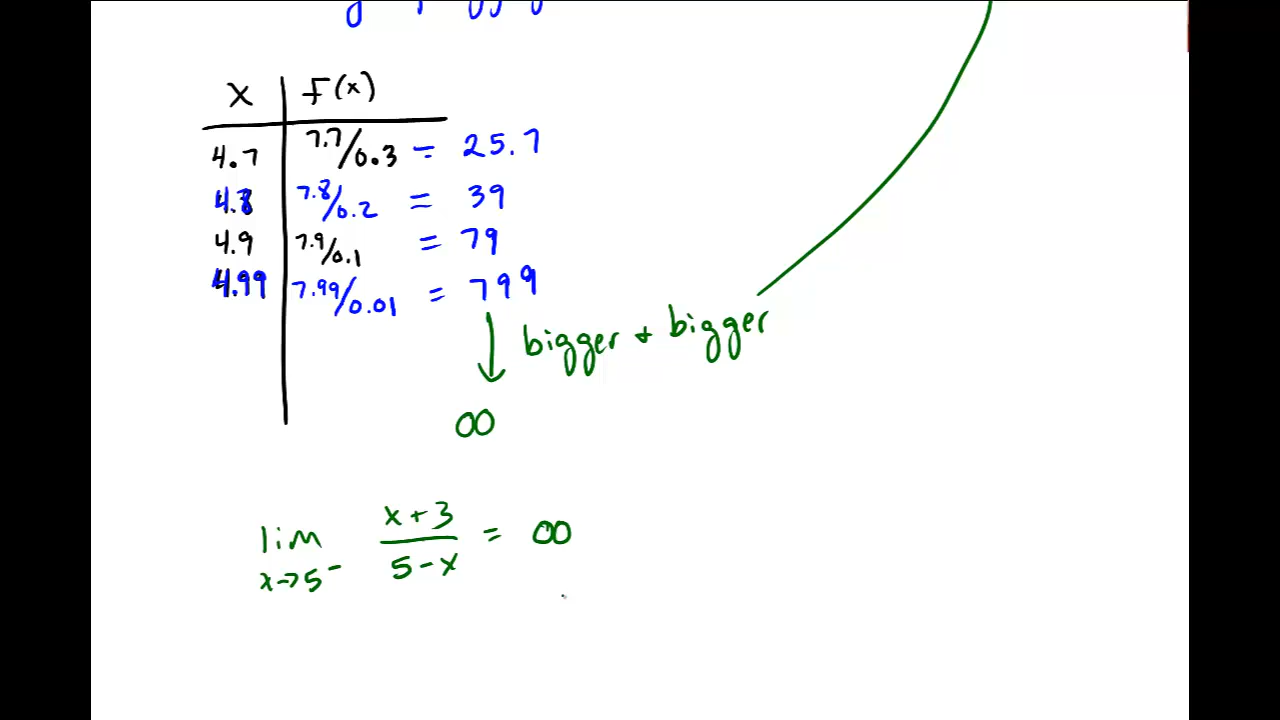 x f(x)
4.7 7.7/0.3 = 25.7
4.8 7.8/0.2 = 39
4.9 7.9/0.1 = 79
4.99 7.99/0.01 = 799
↓ bigger + bigger
∞
lim x+3 = ∞
x→5⁻ 5-x